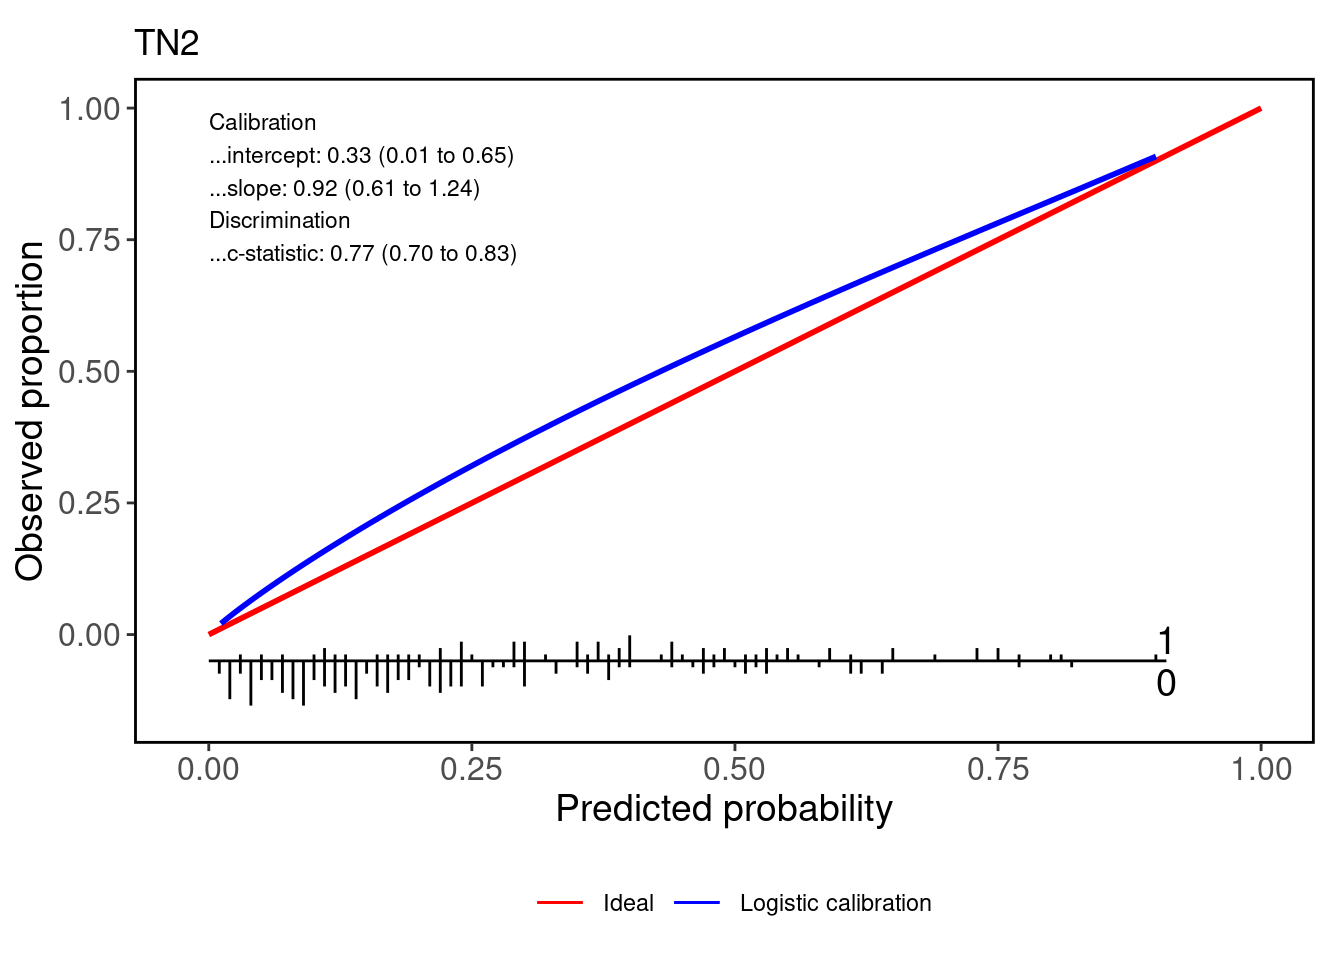 TN2
1.00
0.75
0.50
0.25
0.00
Observed proportion
Calibration
...intercept: 0.33 (0.01 to 0.65)
...slope: 0.92 (0.61 to 1.24)
Discrimination
...c-statistic: 0.77 (0.70 to 0.83)
1
0
0.00 0.25 0.50 0.75 1.00
Predicted probability
Ideal Logistic calibration